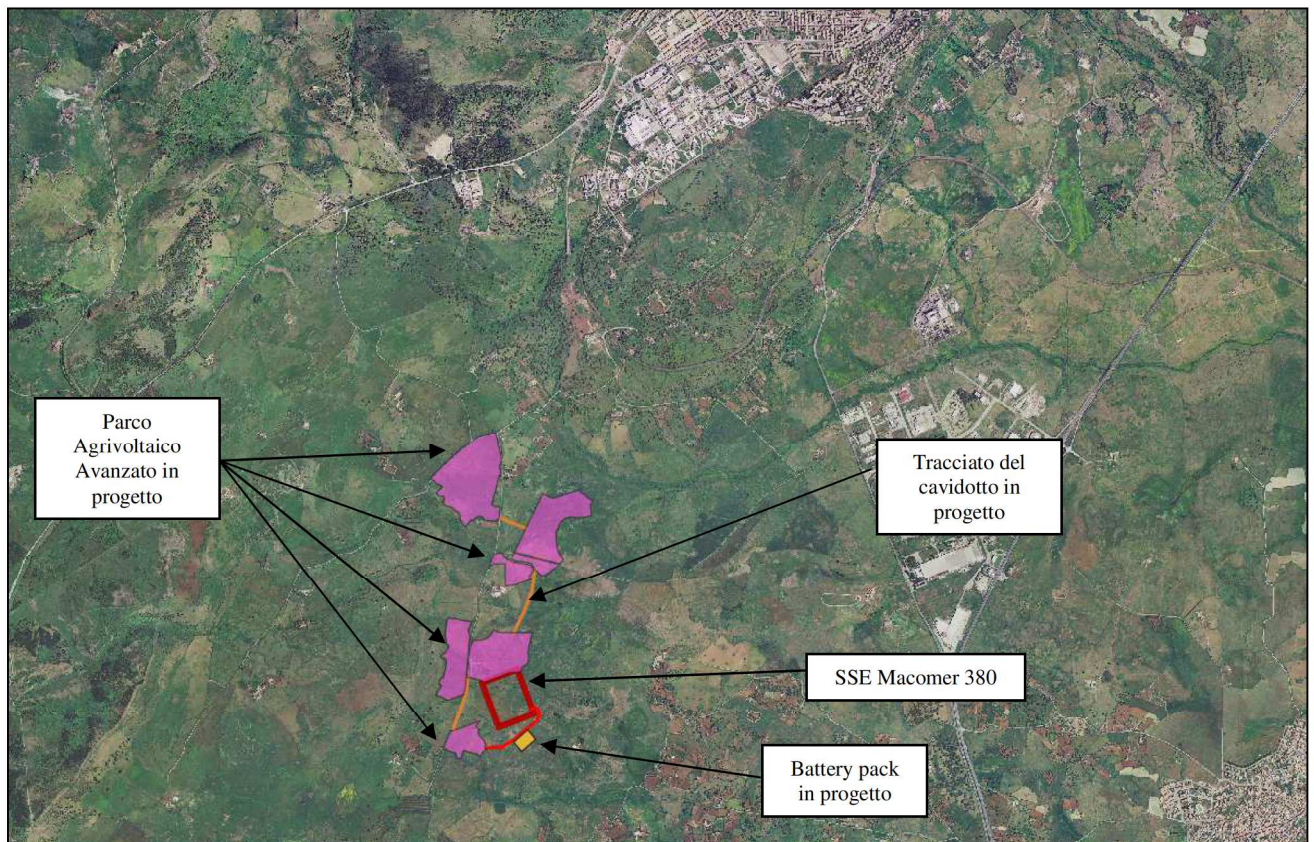 Parco
Agrivoltaico
Avanzato in
progetto
Tracciato del
cavidotto in
progetto
SSE Macomer 380
Battery pack
in progetto